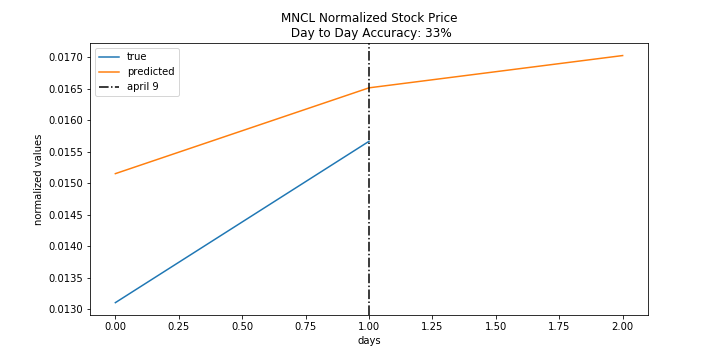 MNCL Normalized Stock Price
Day to Day Accuracy: 33%
true
predicted
april 9
normalized values
0.0170
0.0165
0.0160
0.0155
0.0150
0.0145
0.0140
0.0135
0.0130
0.00 0.25 0.50 0.75 1.00 1.25 1.50 1.75 2.00
days